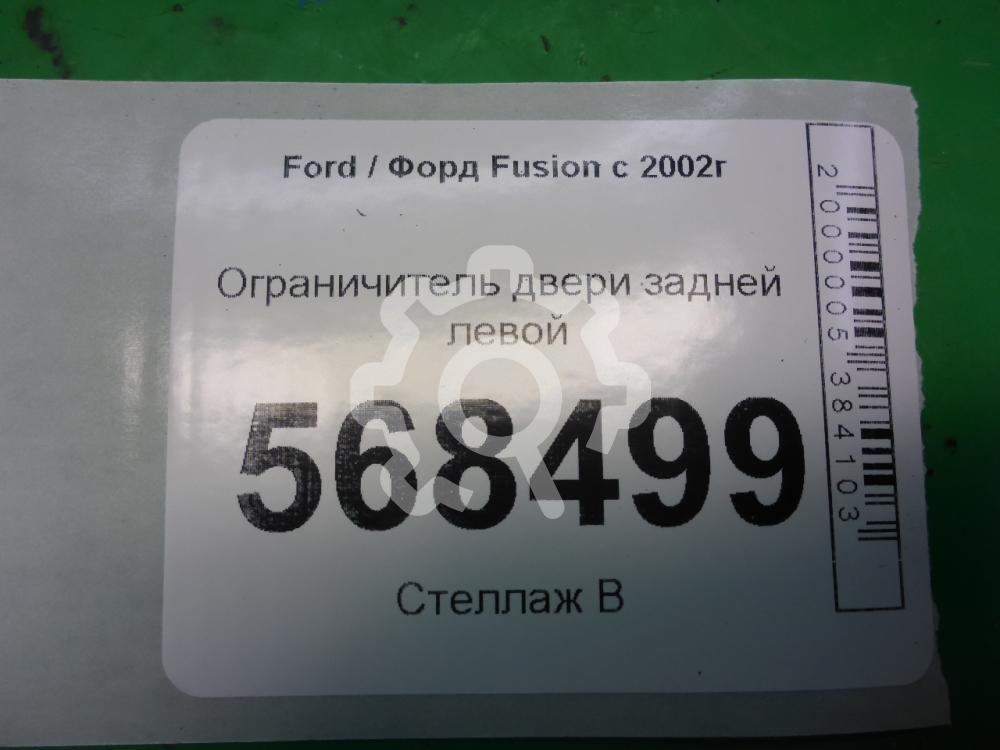 Ford / Форд Fusion с 2002г
Ограничитель двери задней
левой
568499
Стеллаж В
2000005384103